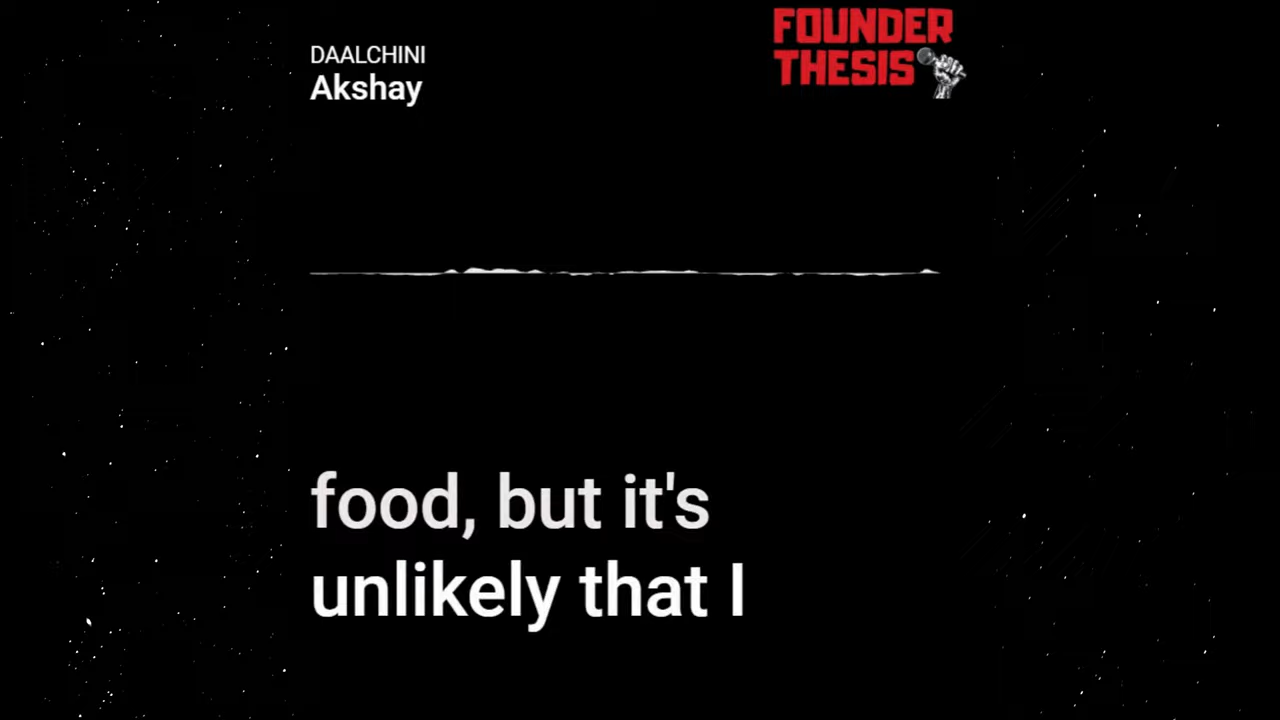 DAALCHINI
Akshay
FOUNDER
THESIS
food, but it's
unlikely that I